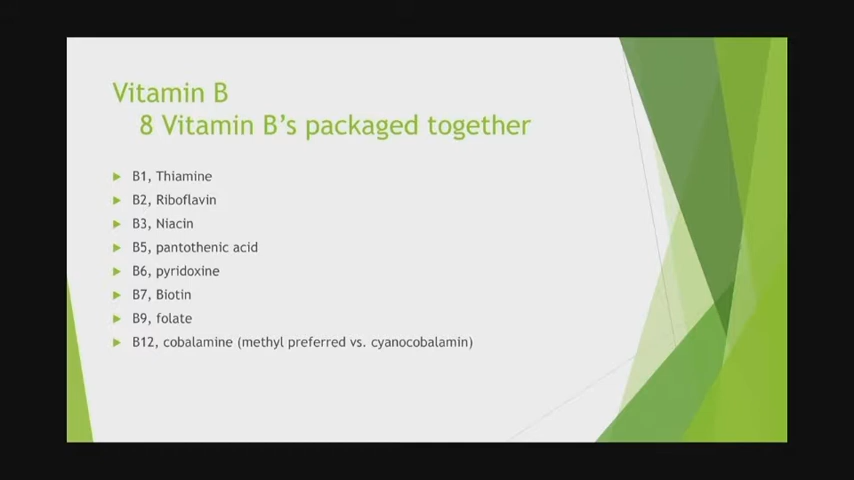 Vitamin B
8 Vitamin B's packaged together
B1, Thiamine
B2, Riboflavin
B3, Niacin
B5, pantothenic acid
B6, pyridoxine
B7, Biotin
B9, folate
B12, cobalamine (methyl preferred vs. cyanocobalamin)